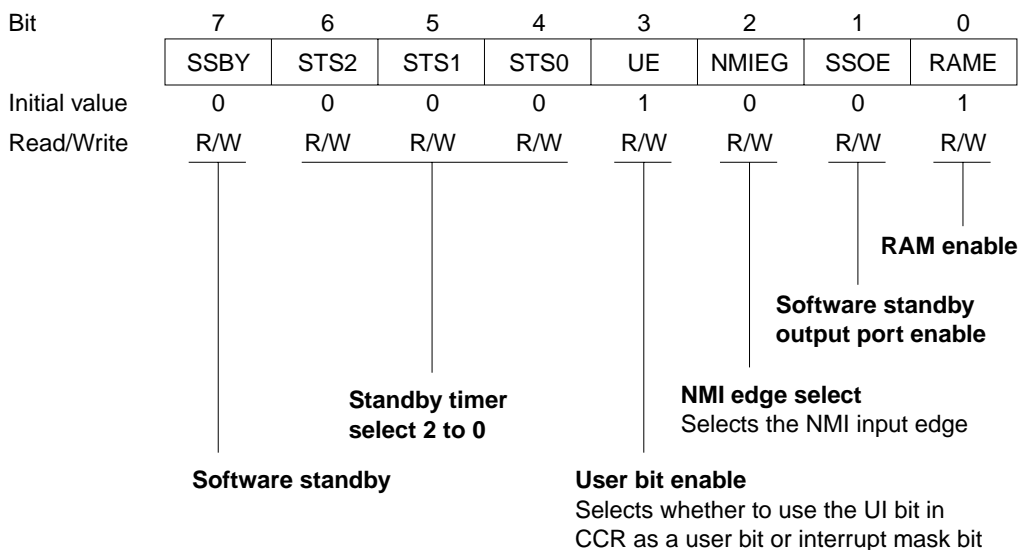 Bit 7 6 5 4 3 2 1 0
SSBY STS2 STS1 STS0 UE NMIEG SSOE RAME
Initial value 0 0 0 0 1 0 0 1
Read/Write R/W R/W R/W R/W R/W R/W R/W R/W
RAM enable
Software standby
output port enable
Standby timer
select 2 to 0
NMI edge select
Selects the NMI input edge
Software standby
User bit enable
Selects whether to use the UI bit in
CCR as a user bit or interrupt mask bit